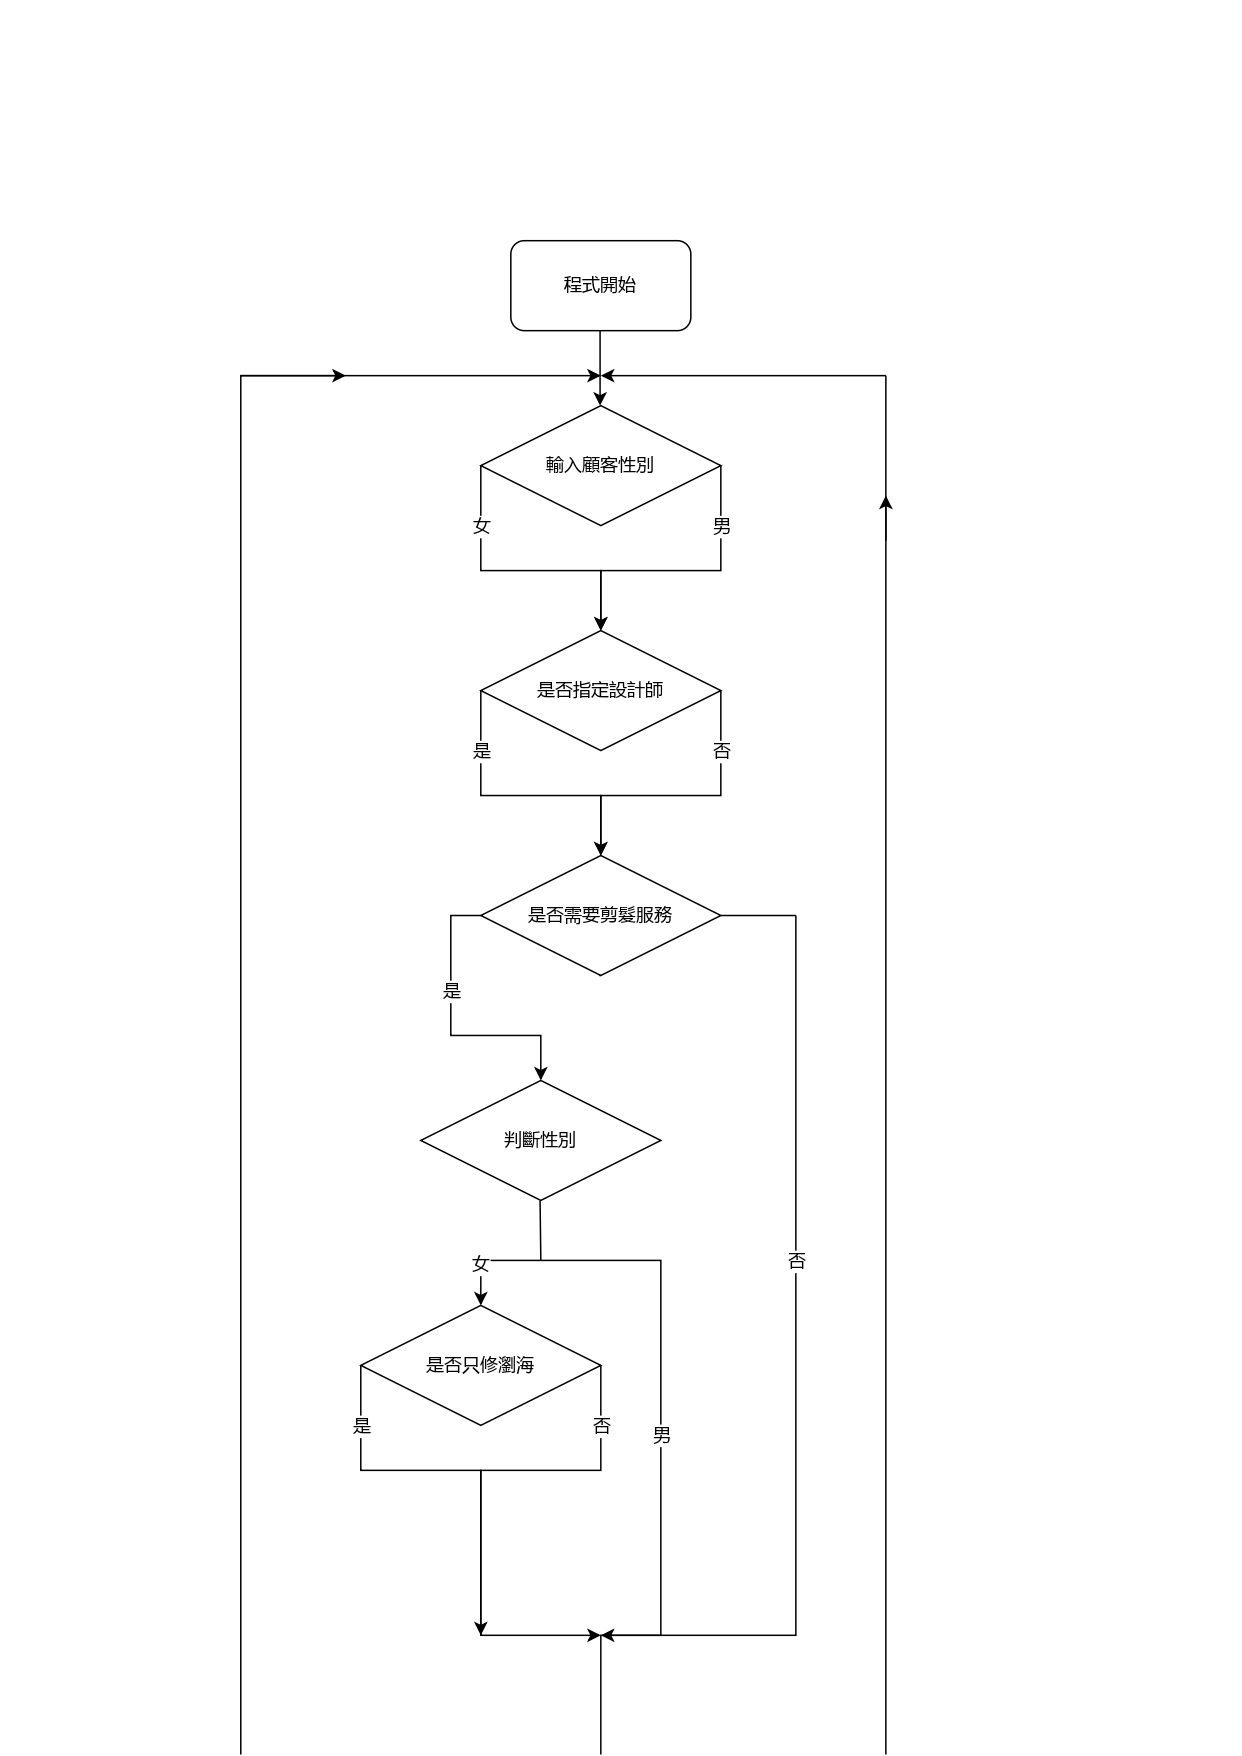 程式開始
輸入顧客性別
女
男
是否指定設計師
是
否
是否需要剪髮服務
是
判斷性別
女
否
是否只修瀏海
是
否
男